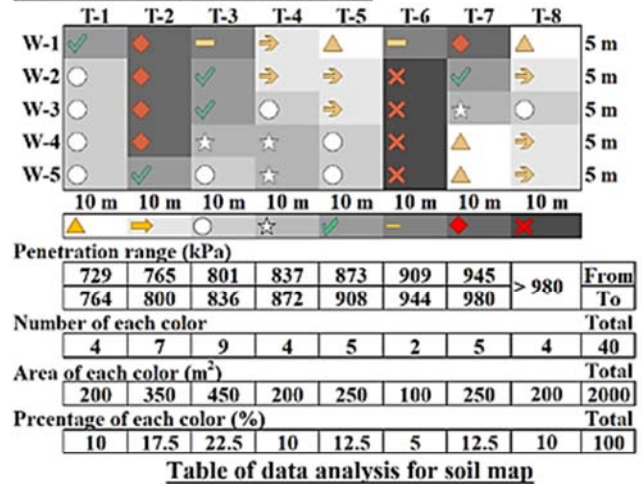 T-1 T-2 T-3 T-4 T-5 T-6 T-7 T-8
W-1 5 m
W-2 5 m
W-3 5 m
W-4 5 m
W-5 5 m
10 m 10 m 10 m 10 m 10 m 10 m 10 m 10 m
Penetration range (kPa)
729 765 801 837 873 909 945 > 980 From
764 800 836 872 908 944 980 To
Number of each color Total
4 7 9 4 5 2 5 4 40
Area of each color (m²) Total
200 350 450 200 250 100 250 200 2000
Prcentage of each color (%) Total
10 17.5 22.5 10 12.5 5 12.5 10 100
Table of data analysis for soil map